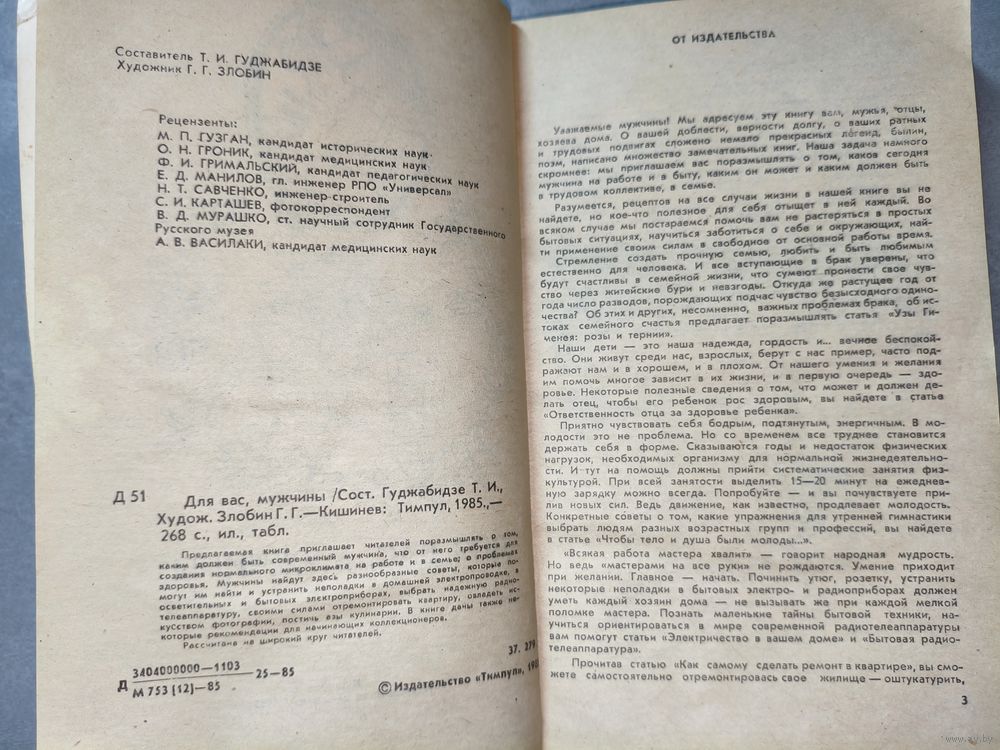 Составитель Т. И. ГУДЖАБИДЗЕ
Художник Г. Г. ЗЛОБИН
Рецензенты:
М. П. ГУЗГАН, кандидат исторических наук
О. Н. ГРОНИК, кандидат медицинских наук
Ф. И. ГРИМАЛЬСКИЙ, кандидат педагогических наук
Е. Д. МАНИЛОВ, гл. инженер РПО «Универсал»
Н. Т. САВЧЕНКО, инженер-строитель
С. И. КАРТАШЕВ, фотокорреспондент
В. Д. МУРАШКО, ст. научный сотрудник Государственного
Русского музея
А. В. ВАСИЛАКИ, кандидат медицинских наук
Д 51
Для вас, мужчины /Сост. Гуджабидзе Т. И.,
Худож. Злобин Г. Г.—Кишинев: Тимпул, 1985.,—
268 с., ил., табл.
Предлагаемая книга приглашает читателей поразмышлять о том,
каким должен быть современный мужчина, что от него требуется для
создания нормального микроклимата на работе и в семье; о проблемах
здоровья. Мужчины найдут здесь разнообразные советы, которые по-
могут им найти и устранить неполадки в домашней электропроводке, в
осветительных и бытовых электроприборах, выбрать надежную радио-
телеаппаратуру, своими силами отремонтировать квартиру, овладеть ис-
кусством фотографии, постичь азы кулинарии. В книге даны также не-
которые рекомендации для начинающих коллекционеров.
Рассчитана на широкий круг читателей.
Д 3404000000—1103
М 753 (12)—85
25—85
37. 279
© Издательство «Тимпул»,
ОТ ИЗДАТЕЛЬСТВА
Уважаемые мужчины! Мы адресуем эту книгу вам, мужья, отцы,
хозяева дома. О вашей доблести, верности долгу, о ваших ратных
и трудовых подвигах сложено немало прекрасных легенд, былин,
поэм, написано множество замечательных книг. Наша задача намного
скромнее: мы приглашаем вас поразмышлять о том, каков сегодня
мужчина на работе и в быту, каким он может и каким должен быть
в трудовом коллективе, в семье.
Разумеется, рецептов на все случаи жизни в нашей книге вы не
найдете, но кое-что полезное для себя отыщет в ней каждый. Во
всяком случае мы постараемся помочь вам не растеряться в простых
бытовых ситуациях, научиться заботиться о себе и окружающих, най-
ти применение своим силам в свободное от основной работы время.
Стремление создать прочную семью, любить и быть любимым
естественно для человека. И все вступающие в брак уверены, что
будут счастливы в семейной жизни, что сумеют пронести свое чув-
ство через житейские бури и невзгоды. Откуда же растущее год от
года число разводов, порождающих подчас чувство безысходного одино-
чества? Об этих и других, несомненно, важных проблемах брака, об ис-
токах семейного счастья предлагает поразмышлять статья «Узы Ги-
менея: розы и тернии».
Наши дети — это наша надежда, гордость и... вечное беспокой-
ство. Они живут среди нас, взрослых, берут с нас пример, часто под-
ражают нам и в хорошем, и в плохом. От нашего умения и желания
им помочь многое зависит в их жизни, и в первую очередь — здо-
ровье. Некоторые полезные сведения о том, что может и должен де-
лать отец, чтобы его ребенок рос здоровым, вы найдете в статье
«Ответственность отца за здоровье ребенка».
Приятно чувствовать себя бодрым, подтянутым, энергичным. В мо-
лодости это не проблема. Но со временем все труднее становится
держать себя в форме. Сказываются годы и недостаток физических
нагрузок, необходимых организму для нормальной жизнедеятельно-
сти. И тут на помощь должны прийти систематические занятия физ-
культурой. При всей занятости выделить 15—20 минут на ежеднев-
ную зарядку можно всегда. Попробуйте — и вы почувствуете при-
лив новых сил. Ведь движение, как известно, продлевает молодость.
Конкретные советы о том, какие упражнения для утренней гимнастики
выбрать людям разных возрастных групп и профессий, вы найдете
в статье «Чтобы тело и душа были молоды...».
«Всякая работа мастера хвалит» — говорит народная мудрость.
Но ведь «мастерами на все руки» не рождаются. Умение приходит
при желании. Главное — начать. Починить утюг, розетку, устранить
некоторые неполадки в бытовых электро- и радиоприборах должен
уметь каждый хозяин дома — не вызывать же при каждой мелкой
поломке мастера. Познать маленькие тайны бытовой техники, на-
учиться ориентироваться в мире современной радиотелеаппаратуры
вам помогут статьи «Электричество в вашем доме» и «Бытовая радио-
телеаппаратура».
Прочитав статью «Как самому сделать ремонт в квартире», вы смо-
жете самостоятельно отремонтировать свое жилище — оштукатурить,
3
www.ay.by